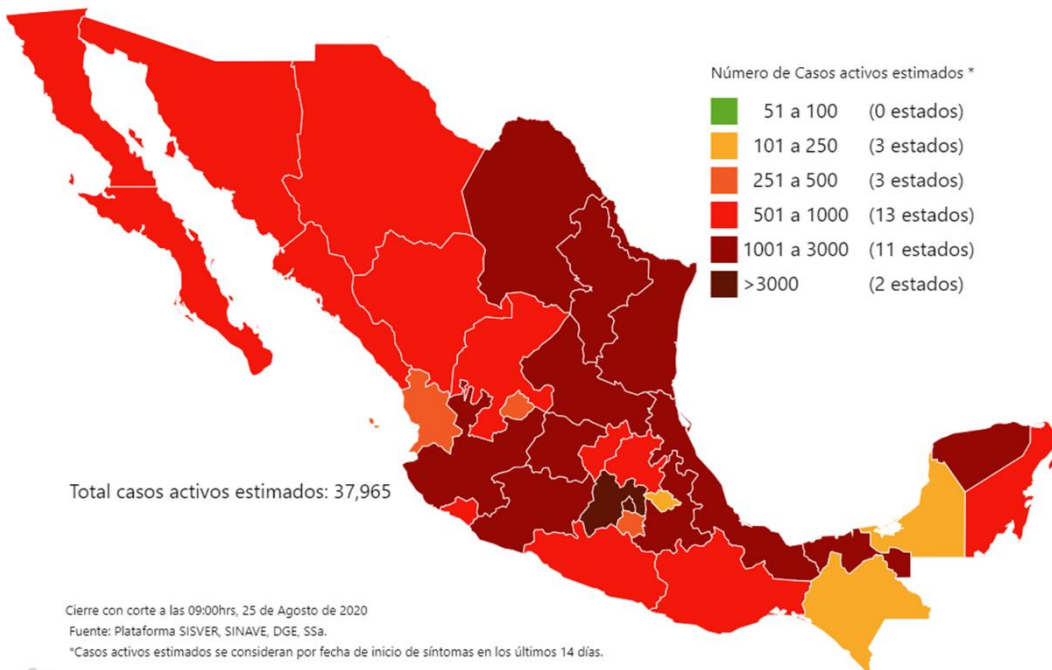 Número de Casos activos estimados *
51 a 100 (0 estados)
101 a 250 (3 estados)
251 a 500 (3 estados)
501 a 1000 (13 estados)
1001 a 3000 (11 estados)
>3000 (2 estados)
Total casos activos estimados: 37,965
Cierre con corte a las 09:00hrs, 25 de Agosto de 2020
Fuente: Plataforma SISVER, SINAVE, DGE, SSa.
*Casos activos estimados se consideran por fecha de inicio de síntomas en los últimos 14 días.